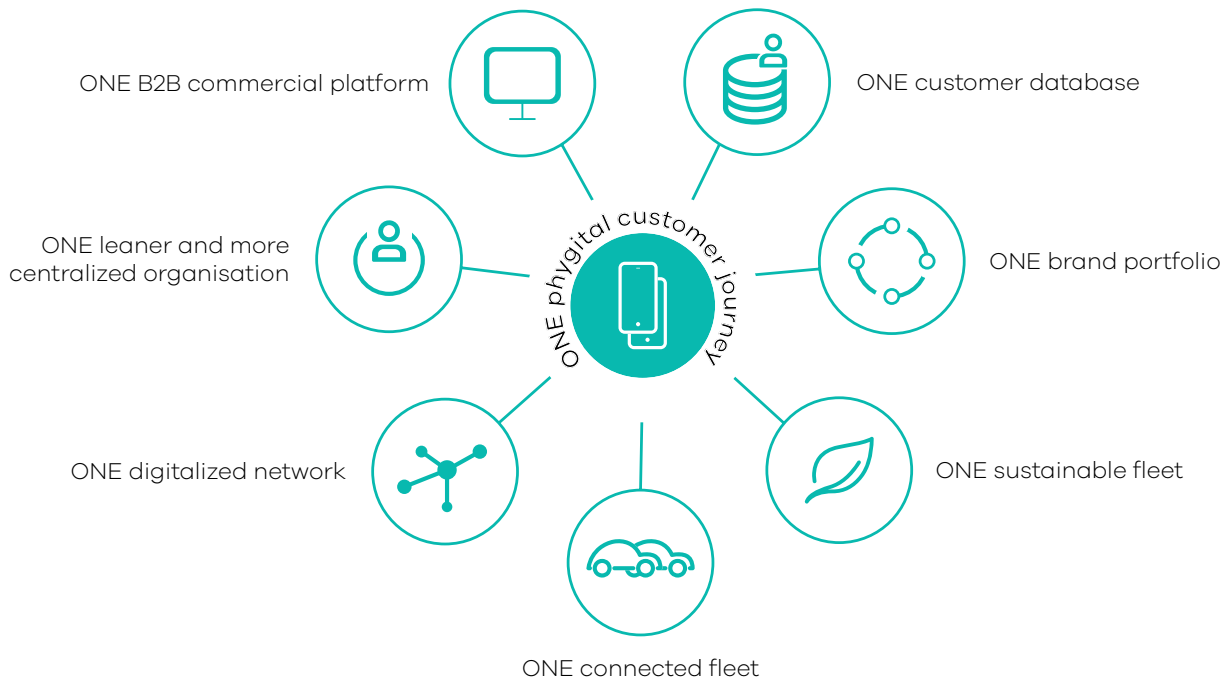 ONE B2B commercial platform
ONE customer database
ONE leaner and more
centralized organisation
ONE phygital customer journey
ONE brand portfolio
ONE digitalized network
ONE sustainable fleet
ONE connected fleet